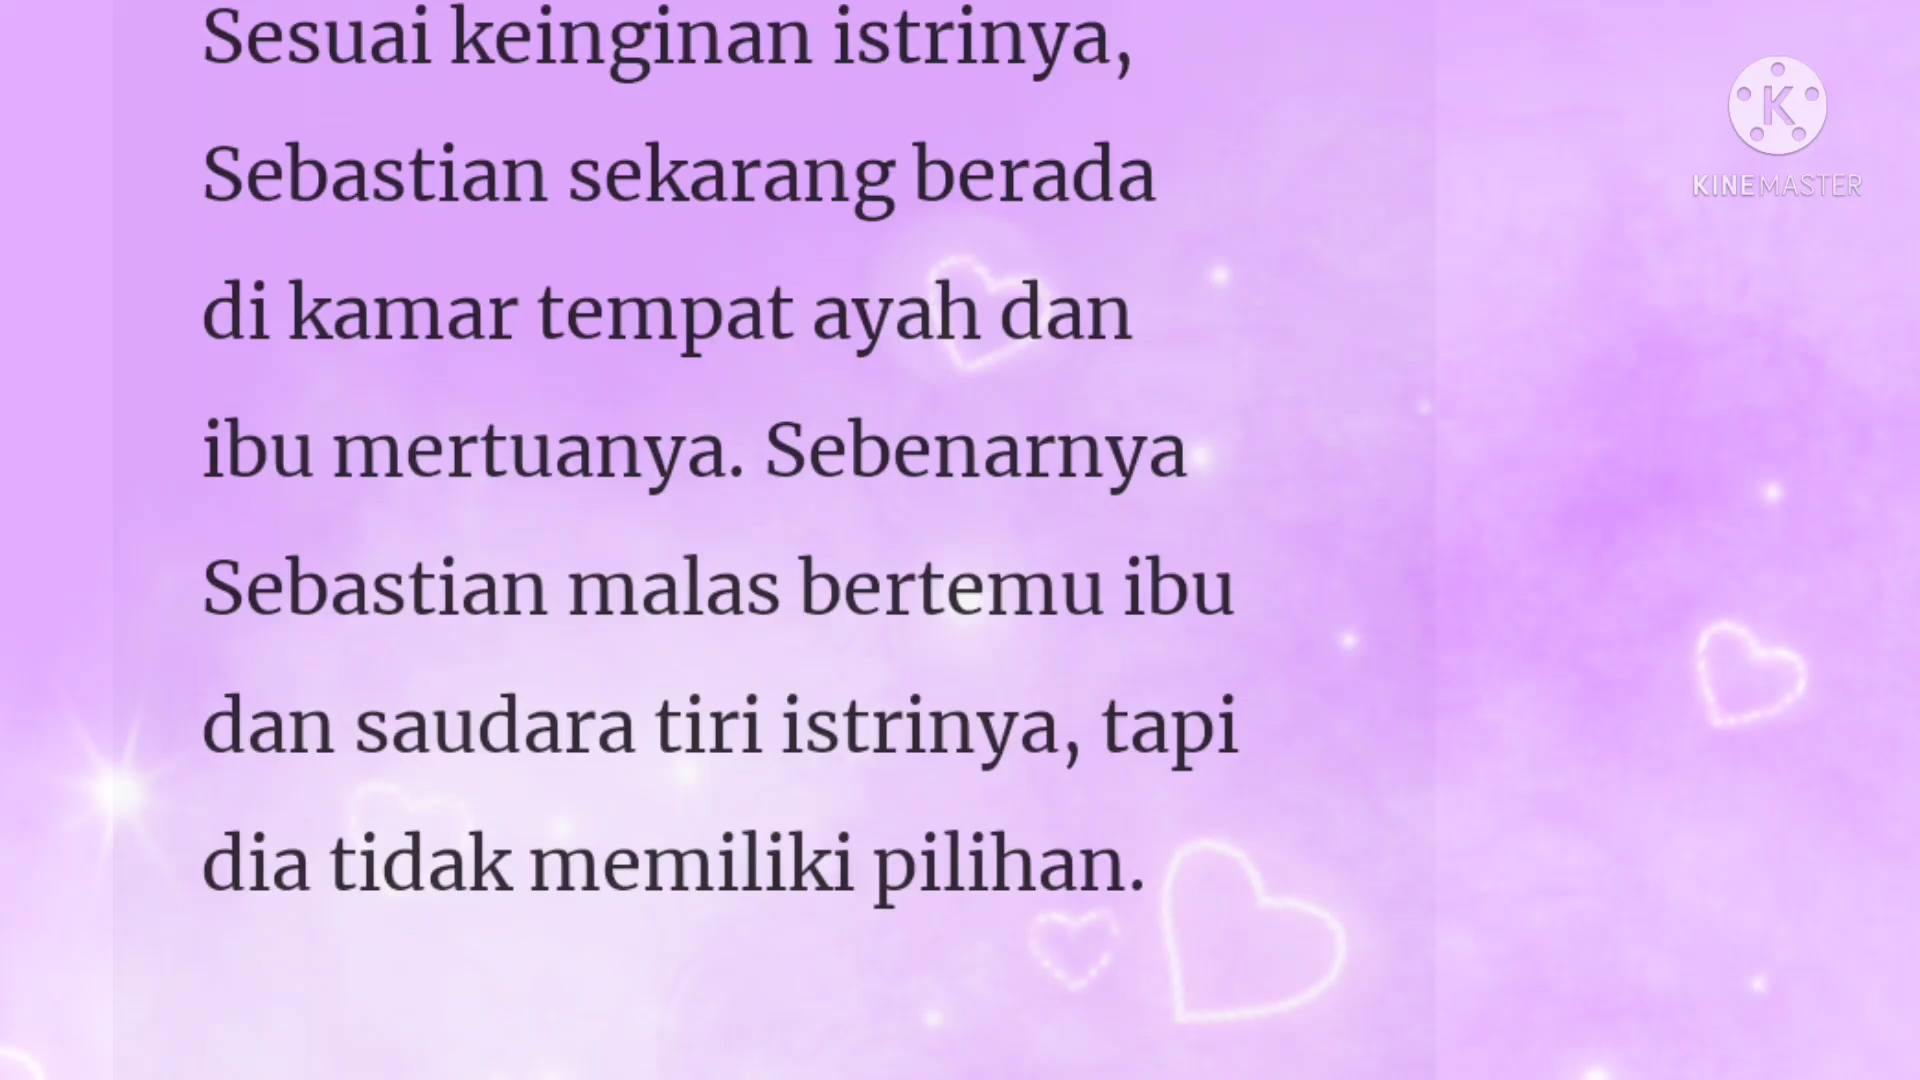 Sesuai keinginan istrinya,
Sebastian sekarang berada
di kamar tempat ayah dan
ibu mertuanya. Sebenarnya
Sebastian malas bertemu ibu
dan saudara tiri istrinya, tapi
dia tidak memiliki pilihan.
K
KINEMASTER